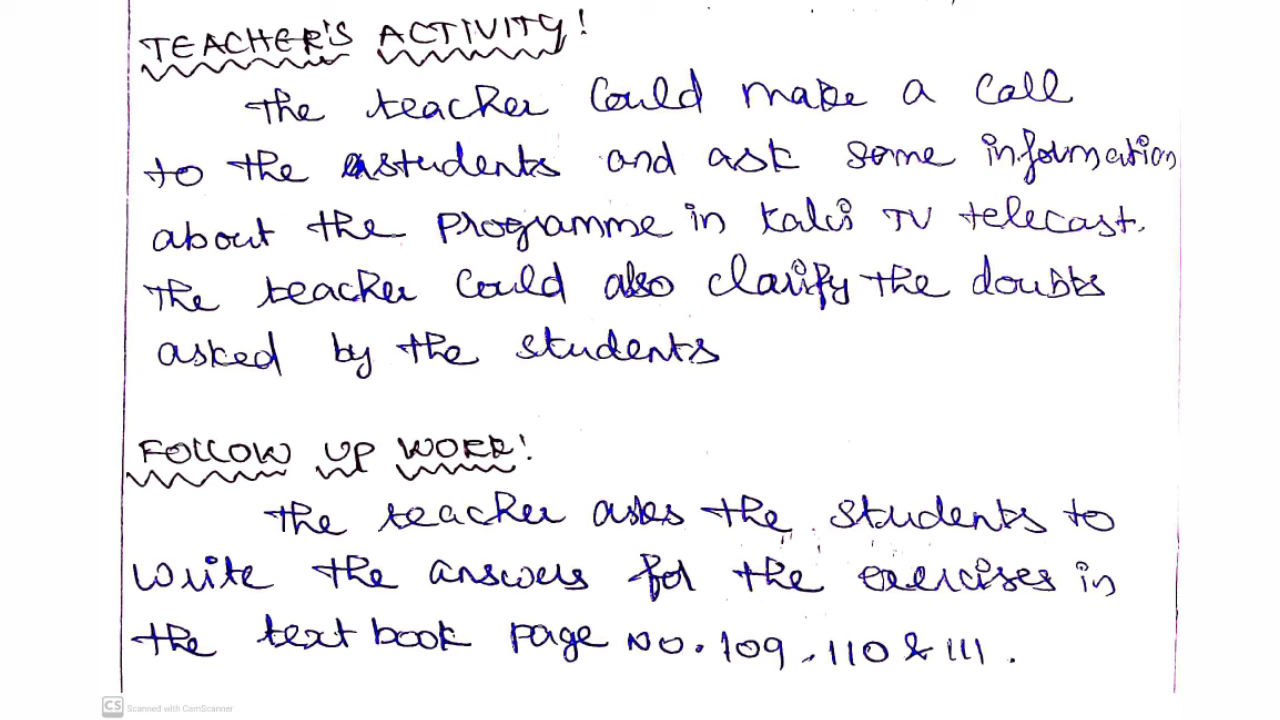 TEACHER'S ACTIVITY!
The teacher could make a call
to the students and ask some information
about the programme in Kalvi TV telecast.
The teacher could also clarify the doubts
asked by the students
FOLLOW UP WORK!
The teacher asks the students to
write the answers for the exercises in
the text book page No. 109, 110 & 111.
CS Scanned with CamScanner